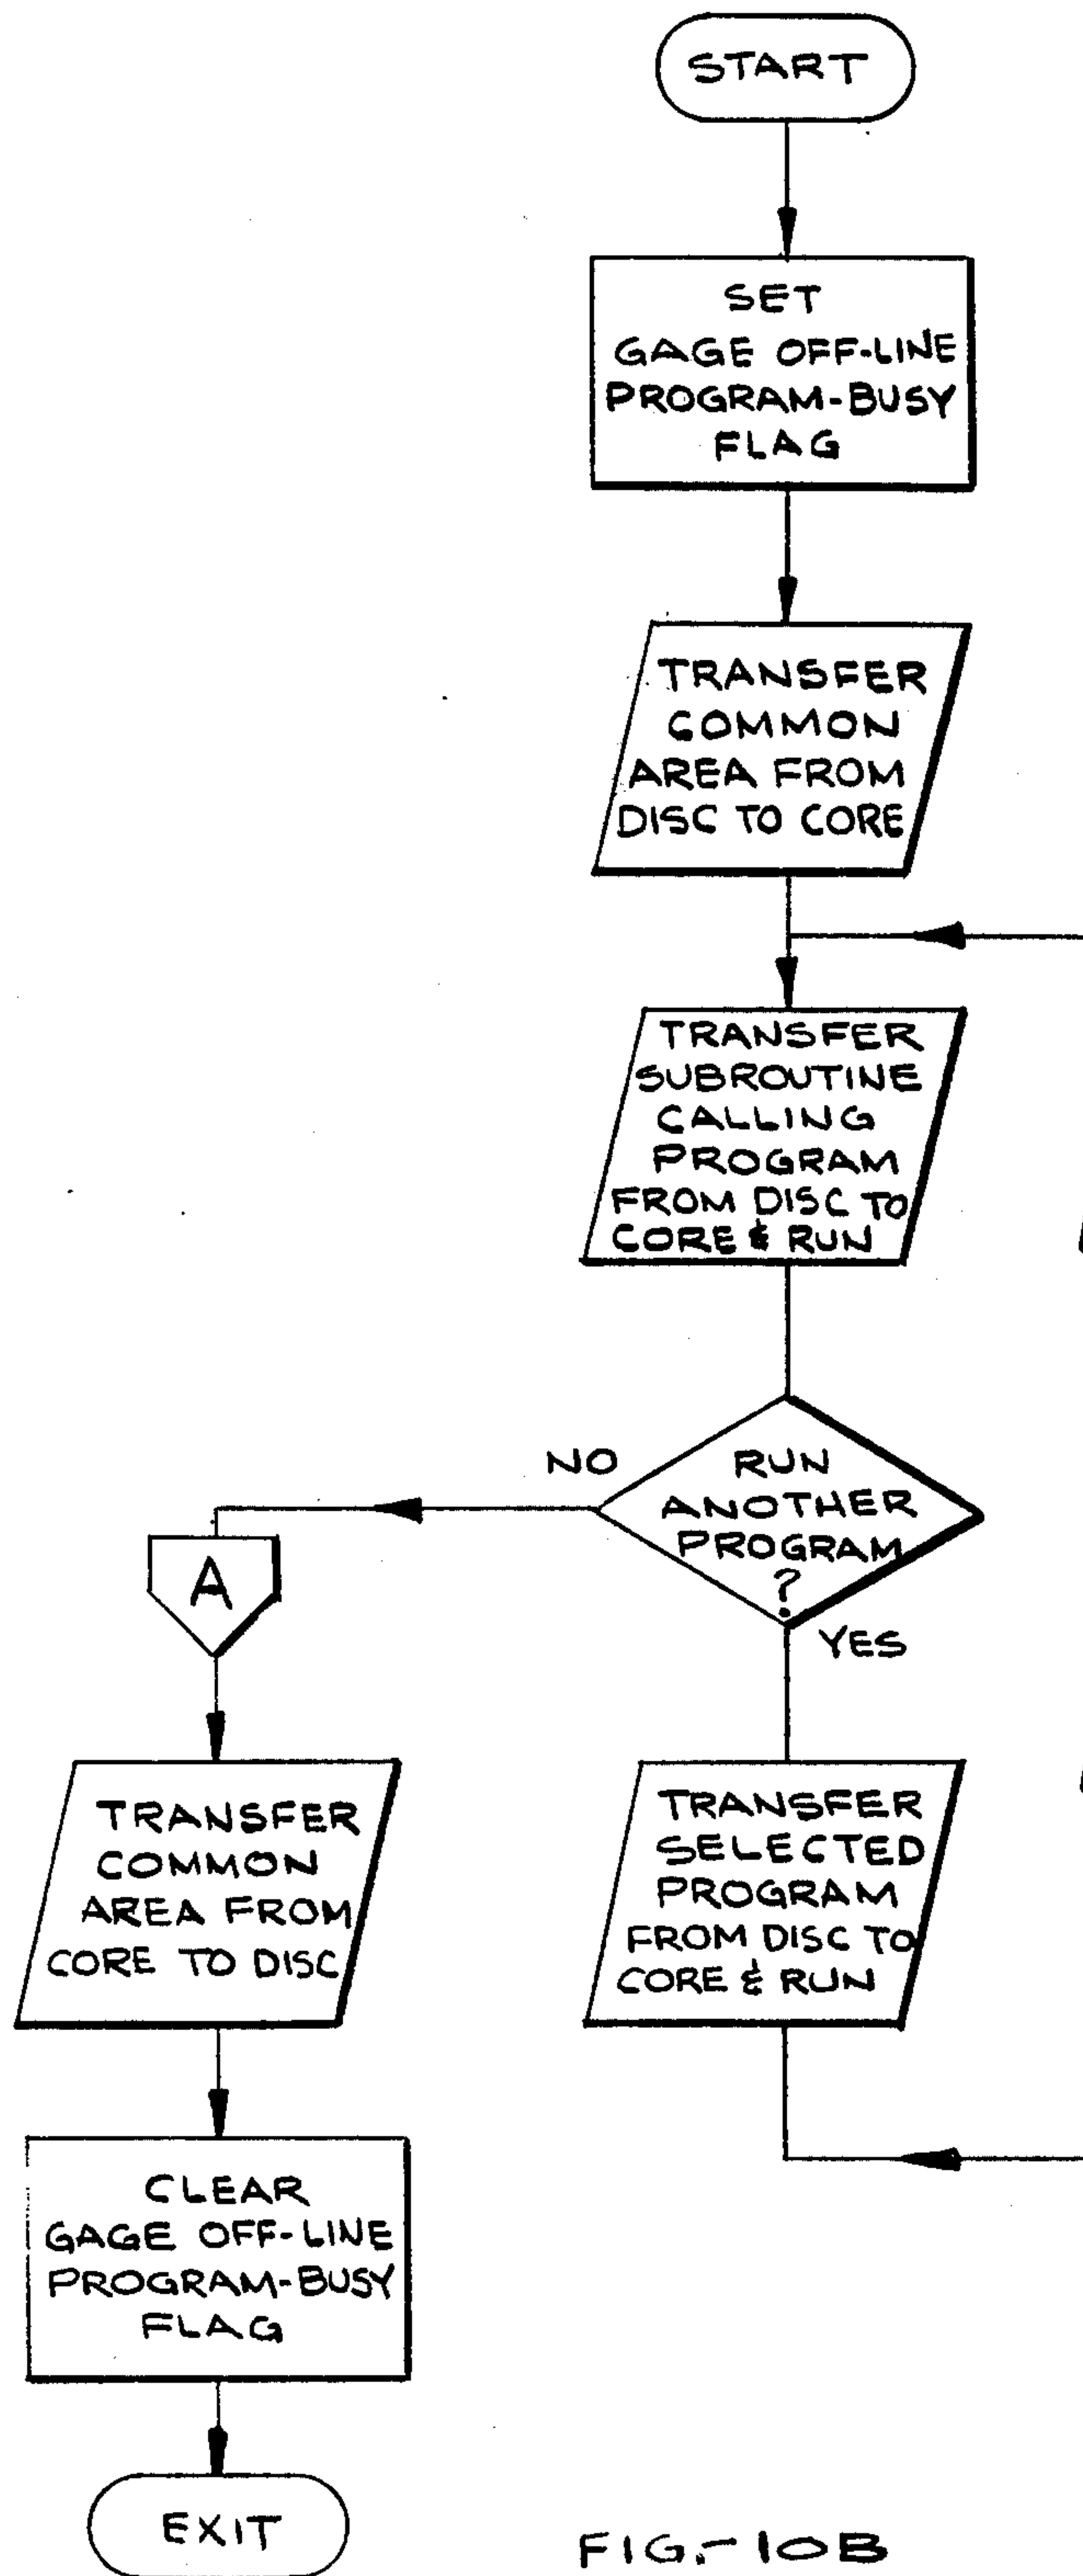 START
SET
GAGE OFF-LINE
PROGRAM-BUSY
FLAG
TRANSFER
COMMON
AREA FROM
DISC TO CORE
TRANSFER
SUBROUTINE
CALLING
PROGRAM
FROM DISC TO
CORE & RUN
RUN
ANOTHER
PROGRAM
?
NO
YES
A
TRANSFER
COMMON
AREA FROM
CORE TO DISC
TRANSFER
SELECTED
PROGRAM
FROM DISC TO
CORE & RUN
CLEAR
GAGE OFF-LINE
PROGRAM-BUSY
FLAG
EXIT
FIG.-10B